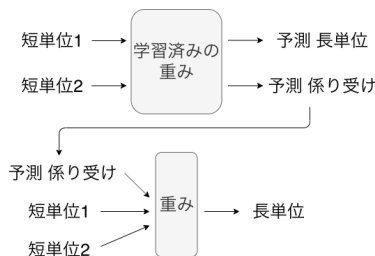 短単位1
学習済みの
重み
予測 長単位
短単位2
予測 係り受け
予測 係り受け
短単位1
重み
長単位
短単位2